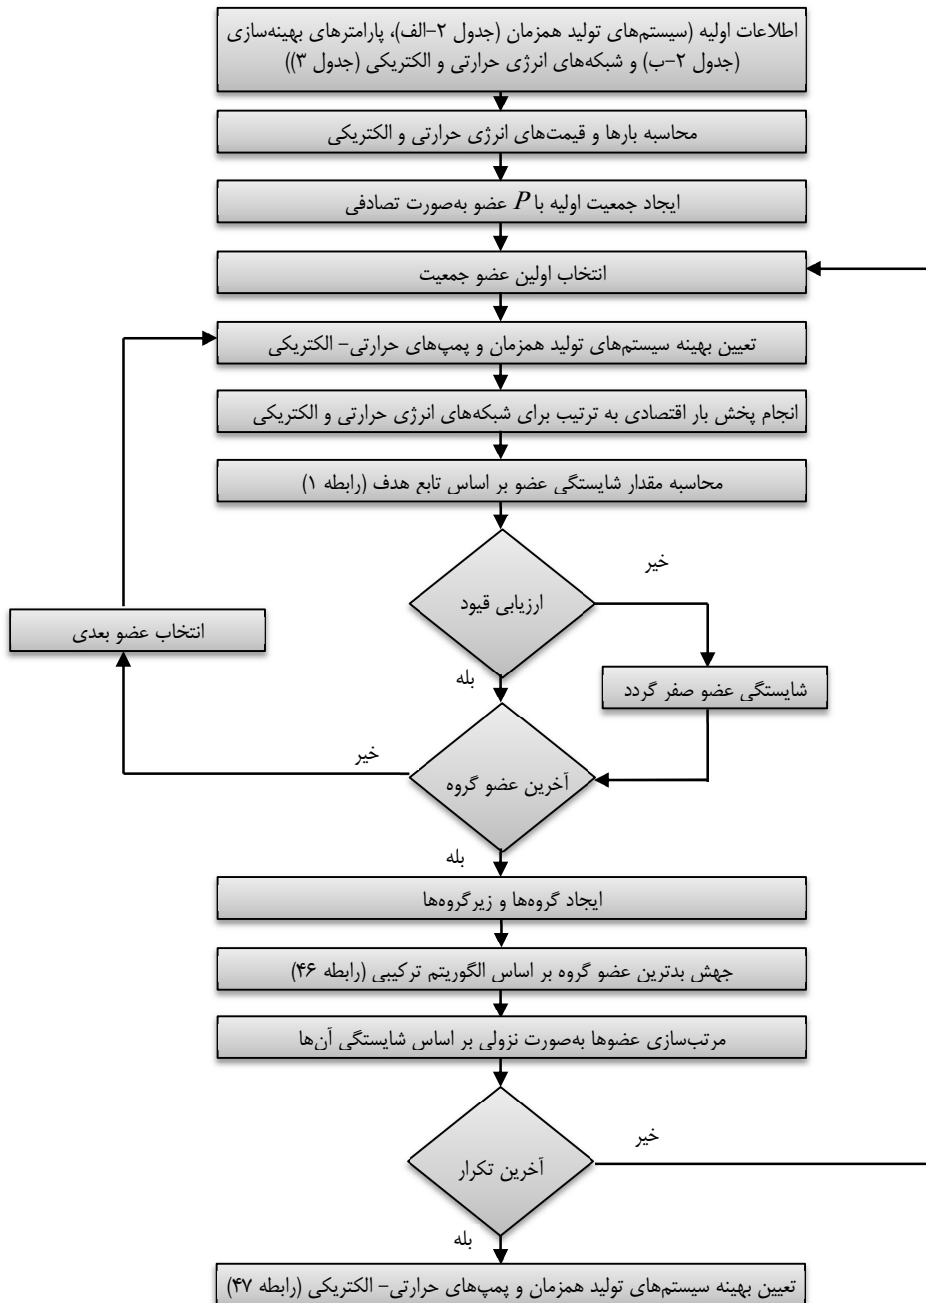 اطلاعات اولیه (سیستم‌های تولید همزمان (جدول ۲-الف)، پارامترهای بهینه‌سازی
(جدول ۲-ب) و شبکه‌های انرژی حرارتی و الکتریکی (جدول ۳))
محاسبه بارها و قیمت‌های انرژی حرارتی و الکتریکی
ایجاد جمعیت اولیه با P عضو به‌صورت تصادفی
انتخاب اولین عضو جمعیت
تعیین بهینه سیستم‌های تولید همزمان و پمپ‌های حرارتی- الکتریکی
انجام پخش بار اقتصادی به ترتیب برای شبکه‌های انرژی حرارتی و الکتریکی
محاسبه مقدار شایستگی عضو بر اساس تابع هدف (رابطه ۱)
خیر
ارزیابی قیود
انتخاب عضو بعدی
بله
شایستگی عضو صفر گردد
خیر
آخرین عضو گروه
بله
ایجاد گروه‌ها و زیرگروه‌ها
جهش بدترین عضو گروه بر اساس الگوریتم ترکیبی (رابطه ۴۶)
مرتب‌سازی عضوها به‌صورت نزولی بر اساس شایستگی آن‌ها
خیر
آخرین تکرار
بله
تعیین بهینه سیستم‌های تولید همزمان و پمپ‌های حرارتی- الکتریکی (رابطه ۴۷)